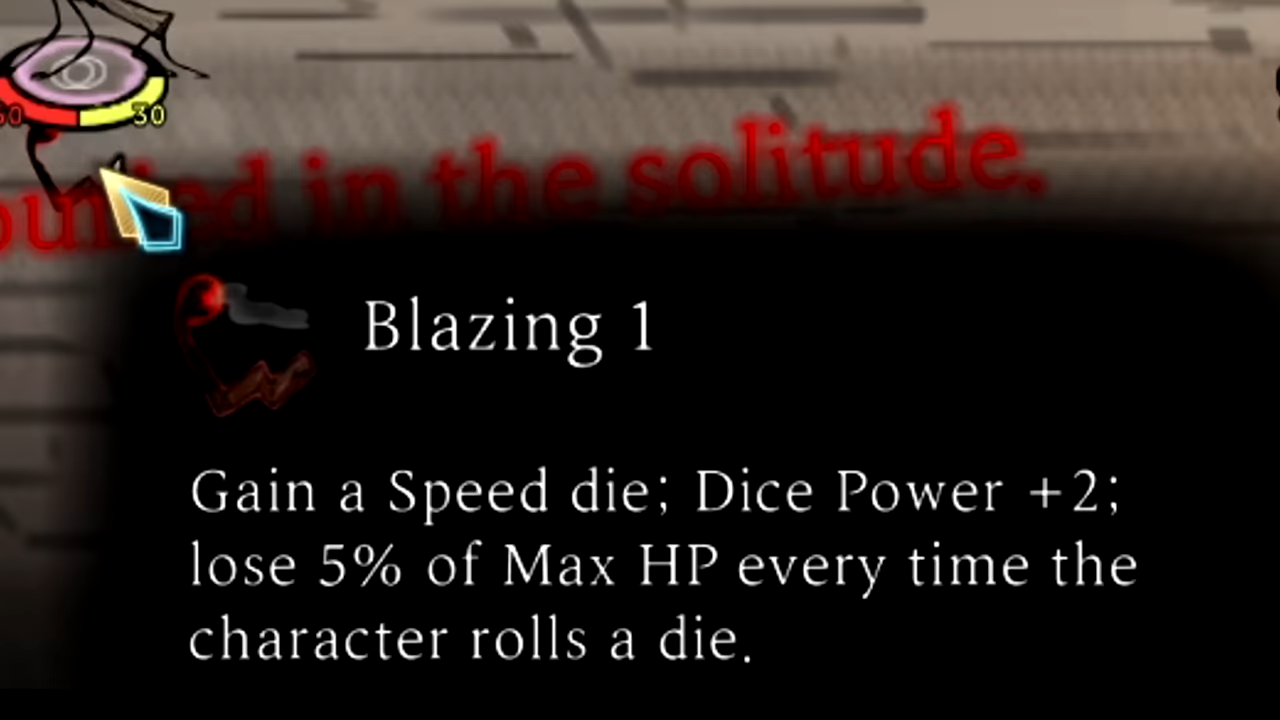 30
in the solitude.
Blazing 1
Gain a Speed die; Dice Power +2;
lose 5% of Max HP every time the
character rolls a die.